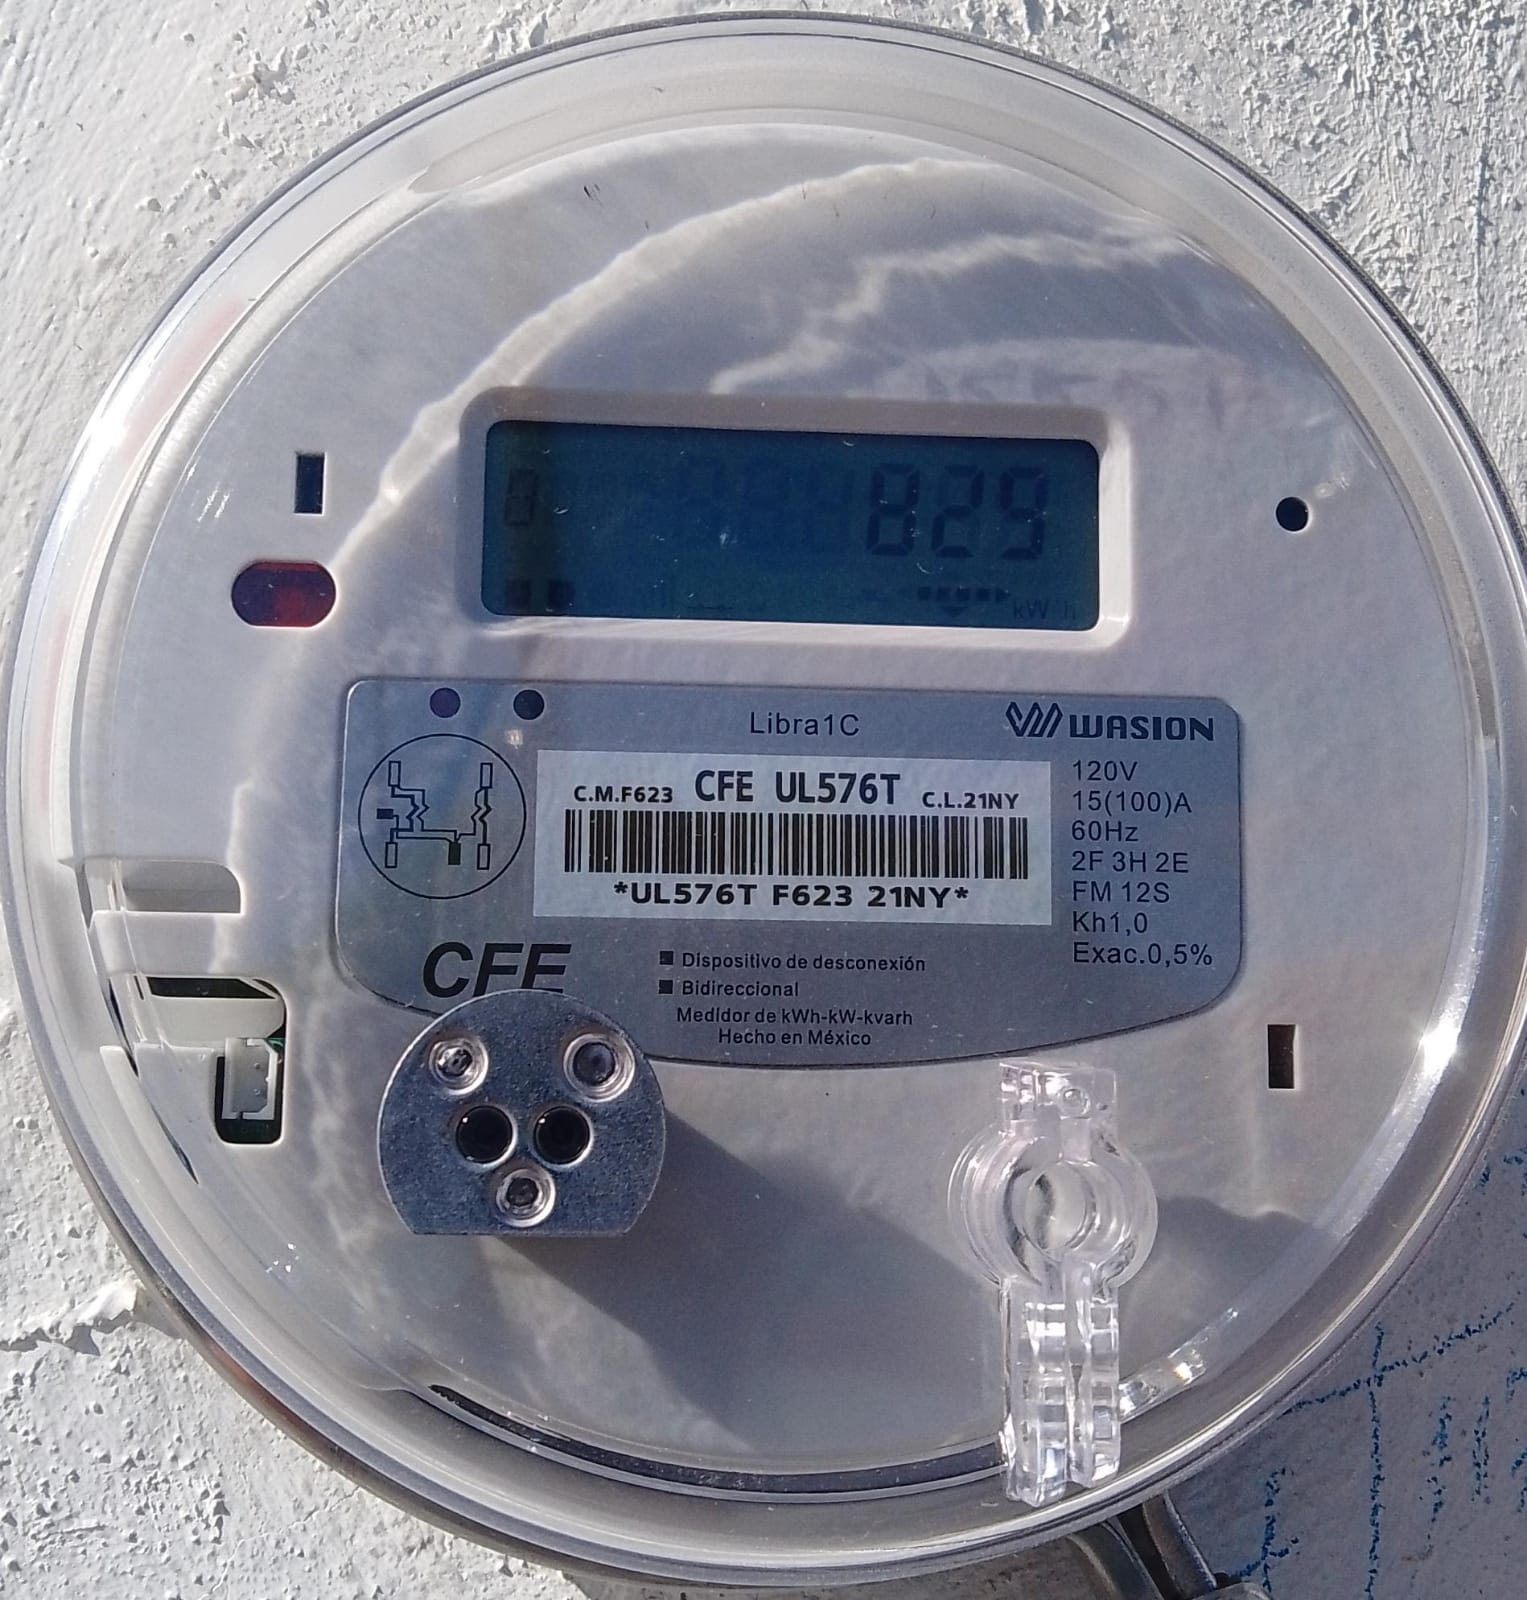 829
kWh
Libra1C
WASION
C.M.F623 CFE UL576T C.L.21NY
*UL576T F623 21NY*
120V
15(100)A
60Hz
2F 3H 2E
FM 12S
Kh1,0
Exac.0,5%
CFE
Dispositivo de desconexión
Bidireccional
Medidor de kWh-kW-kvarh
Hecho en México